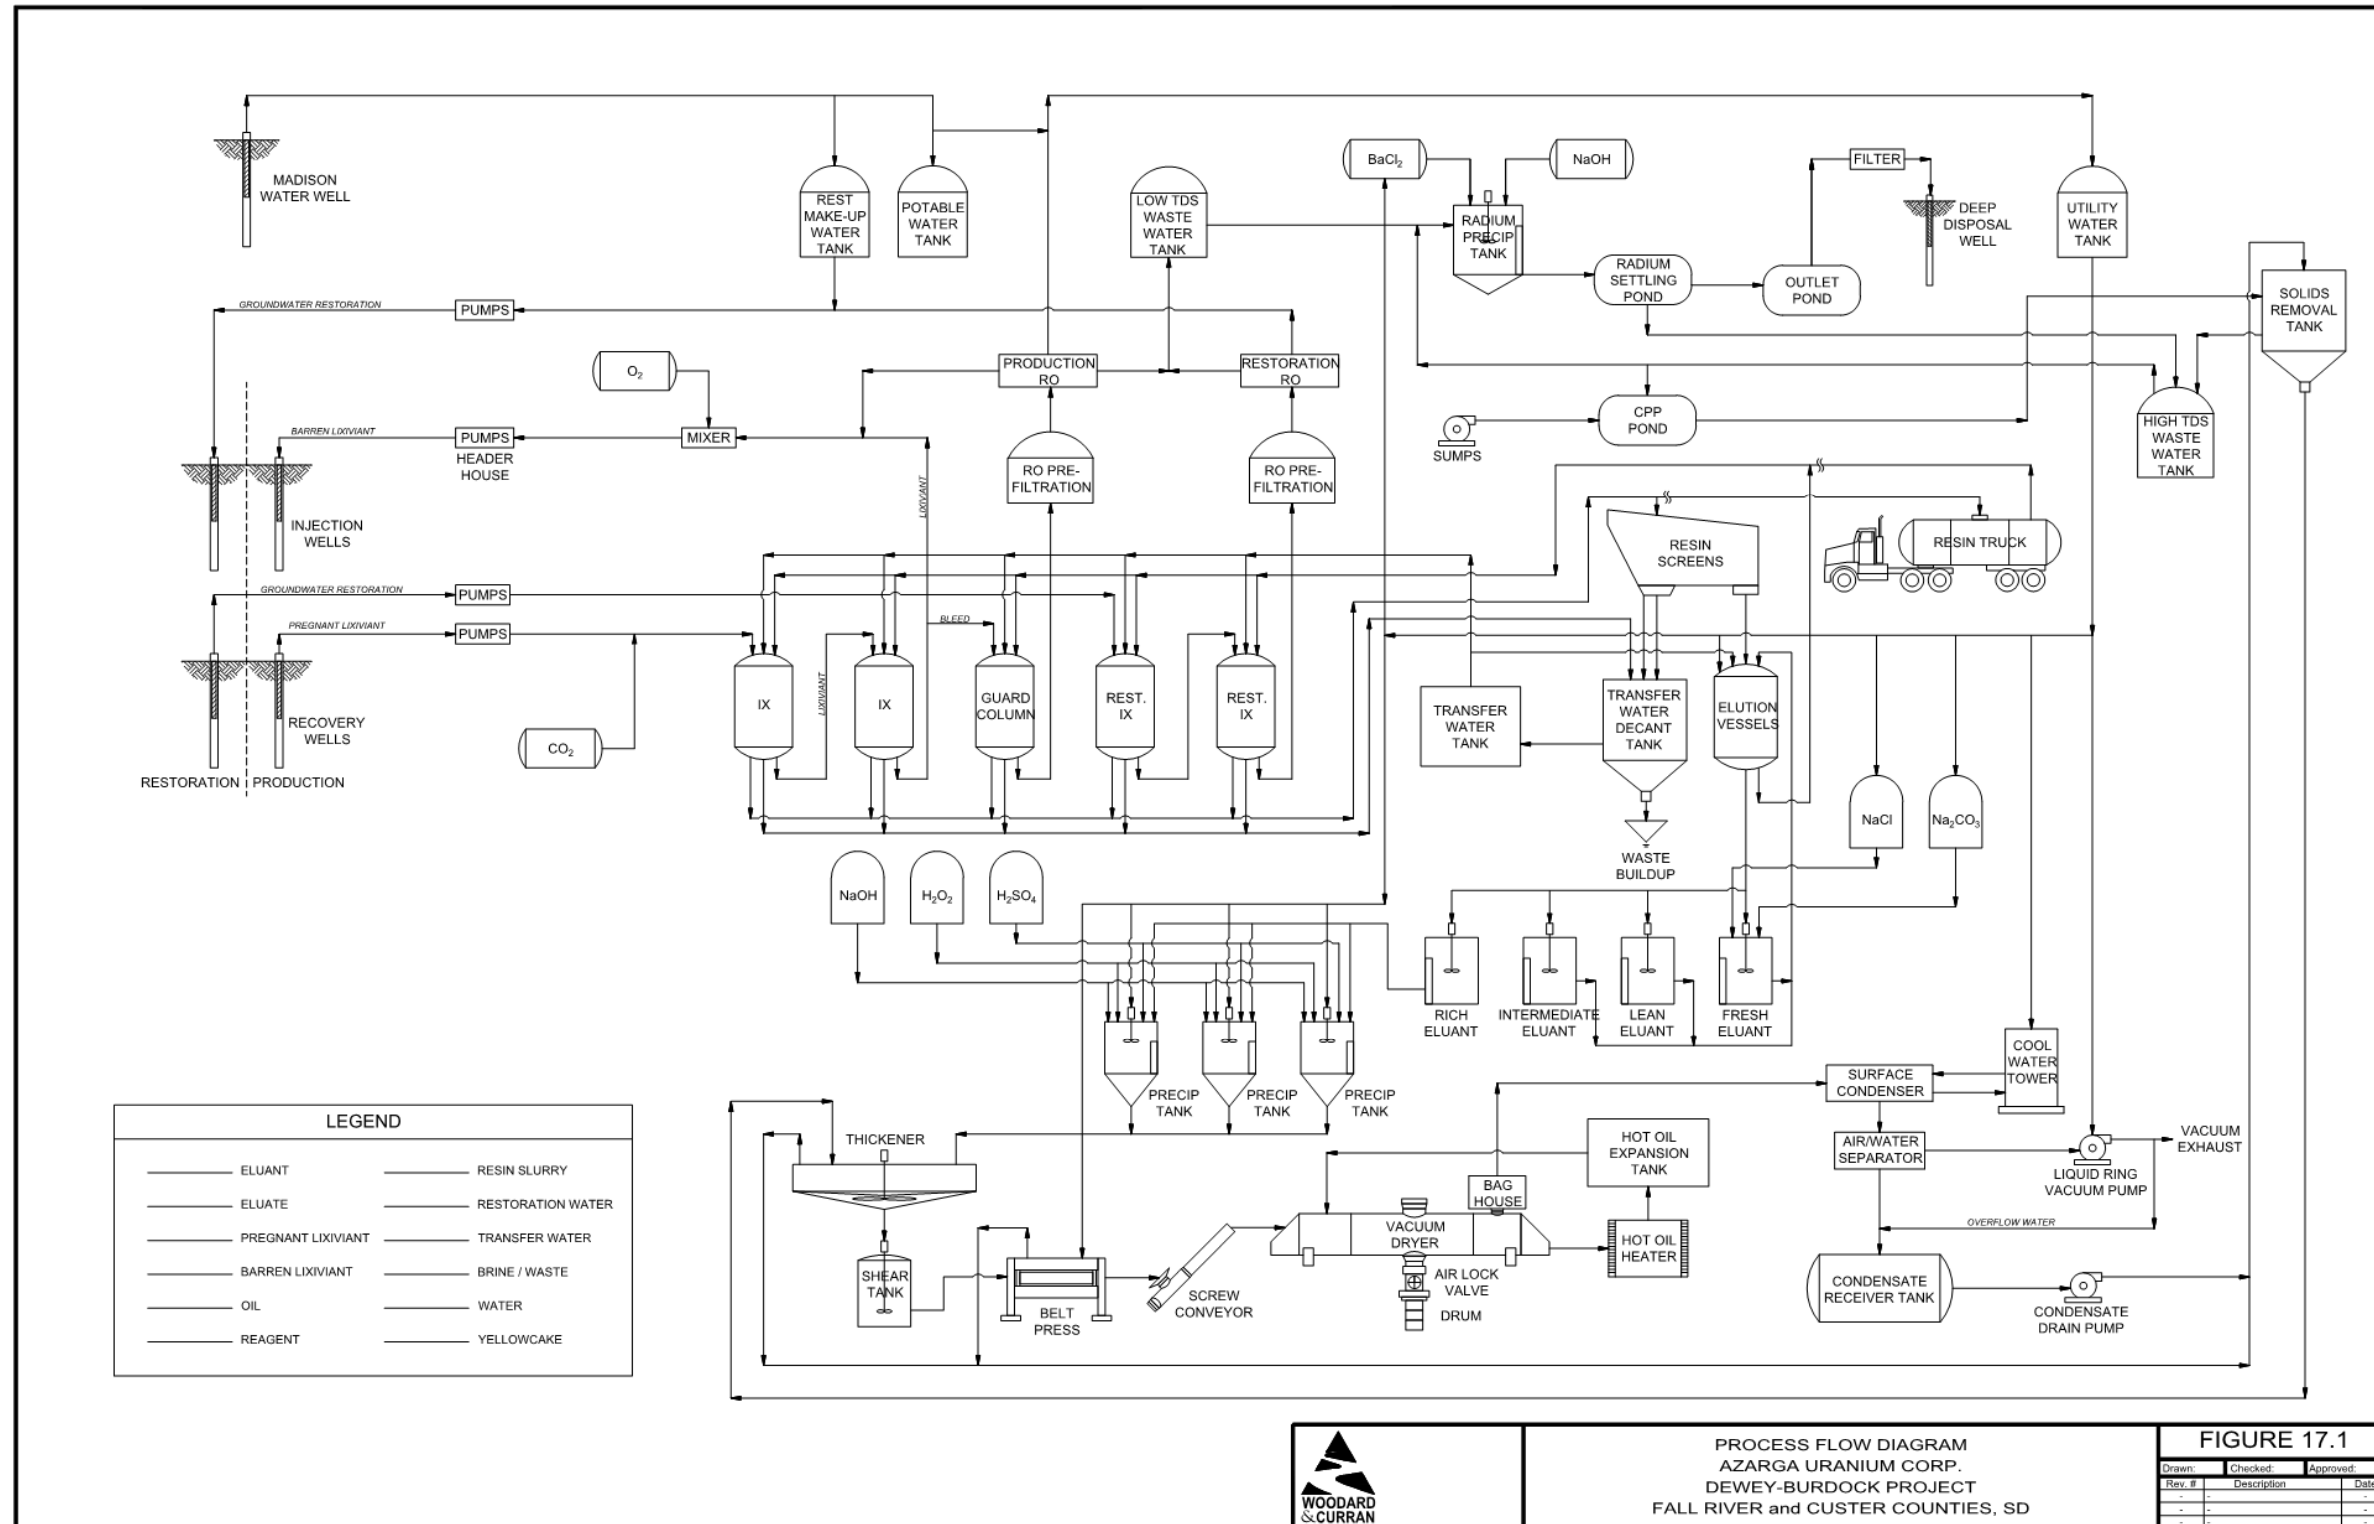 MADISON
WATER WELL
REST
MAKE-UP
WATER
TANK
POTABLE
WATER
TANK
LOW TDS
WASTE
WATER
TANK
BaCl₂
NaOH
RADIUM
PRECIP
TANK
FILTER
DEEP
DISPOSAL
WELL
UTILITY
WATER
TANK
RADIUM
SETTLING
POND
OUTLET
POND
SOLIDS
REMOVAL
TANK
GROUNDWATER RESTORATION
PUMPS
O₂
PRODUCTION
RO
RESTORATION
RO
BARREN LIXIVIANT
PUMPS
HEADER
HOUSE
MIXER
SUMPS
CPP
POND
HIGH TDS
WASTE
WATER
TANK
RO PRE-
FILTRATION
RO PRE-
FILTRATION
LIXIVIANT
INJECTION
WELLS
RESIN
SCREENS
RESIN TRUCK
GROUNDWATER RESTORATION
PUMPS
PREGNANT LIXIVIANT
PUMPS
BLEED
RECOVERY
WELLS
RESTORATION
PRODUCTION
CO₂
IX
LIXIVIANT
IX
GUARD
COLUMN
REST.
IX
REST.
IX
TRANSFER
WATER
TANK
TRANSFER
WATER
DECANT
TANK
ELUTION
VESSELS
WASTE
BUILDUP
NaCl
Na₂CO₃
NaOH
H₂O₂
H₂SO₄
RICH
ELUANT
INTERMEDIATE
ELUANT
LEAN
ELUANT
FRESH
ELUANT
PRECIP
TANK
PRECIP
TANK
PRECIP
TANK
COOL
WATER
TOWER
SURFACE
CONDENSER
AIR/WATER
SEPARATOR
VACUUM
EXHAUST
LIQUID RING
VACUUM PUMP
OVERFLOW WATER
CONDENSATE
RECEIVER TANK
CONDENSATE
DRAIN PUMP
THICKENER
SHEAR
TANK
BELT
PRESS
SCREW
CONVEYOR
HOT OIL
EXPANSION
TANK
BAG
HOUSE
VACUUM
DRYER
HOT OIL
HEATER
AIR LOCK
VALVE
DRUM
LEGEND
ELUANT
RESIN SLURRY
ELUATE
RESTORATION WATER
PREGNANT LIXIVIANT
TRANSFER WATER
BARREN LIXIVIANT
BRINE / WASTE
OIL
WATER
REAGENT
YELLOWCAKE
WOODARD
&CURRAN
PROCESS FLOW DIAGRAM
AZARGA URANIUM CORP.
DEWEY-BURDOCK PROJECT
FALL RIVER and CUSTER COUNTIES, SD
FIGURE 17.1
Drawn: Checked: Approved:
Rev. # Description Date
- - -
- - -
- - -